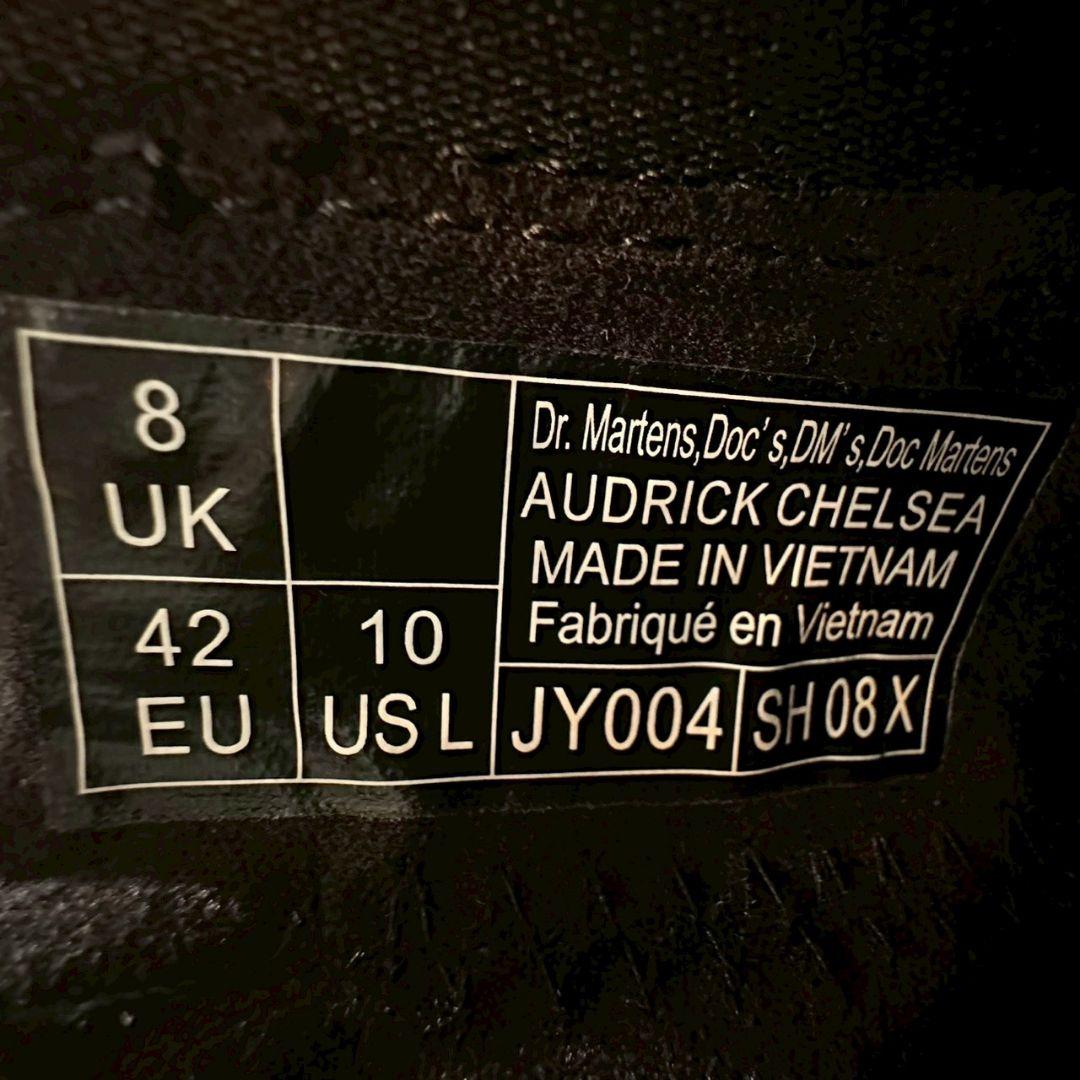 8
UK
42
EU
10
US L
Dr. Martens,Doc's,DM's,Doc Martens
AUDRICK CHELSEA
MADE IN VIETNAM
Fabriqué en Vietnam
JY004
SH 08 X